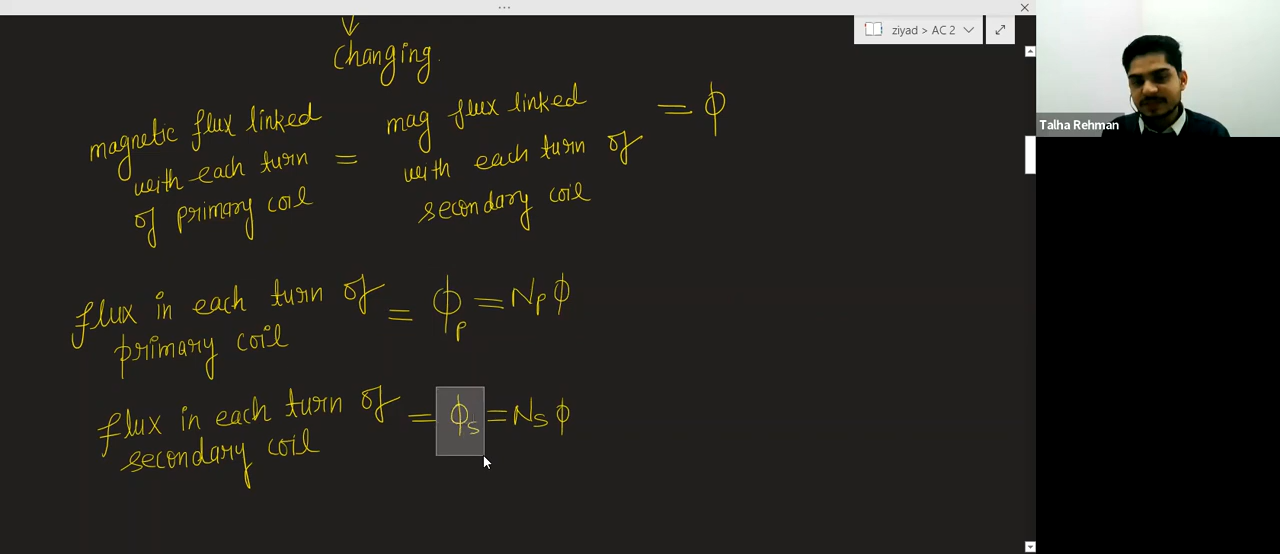 ziyad > AC 2
Talha Rehman
Changing.
magnetic flux linked
with each turn
of primary coil
=
mag flux linked
with each turn of
secondary coil
= ϕ
flux in each turn of
primary coil
= ϕp = Npϕ
flux in each turn of
secondary coil
= ϕs = Nsϕ